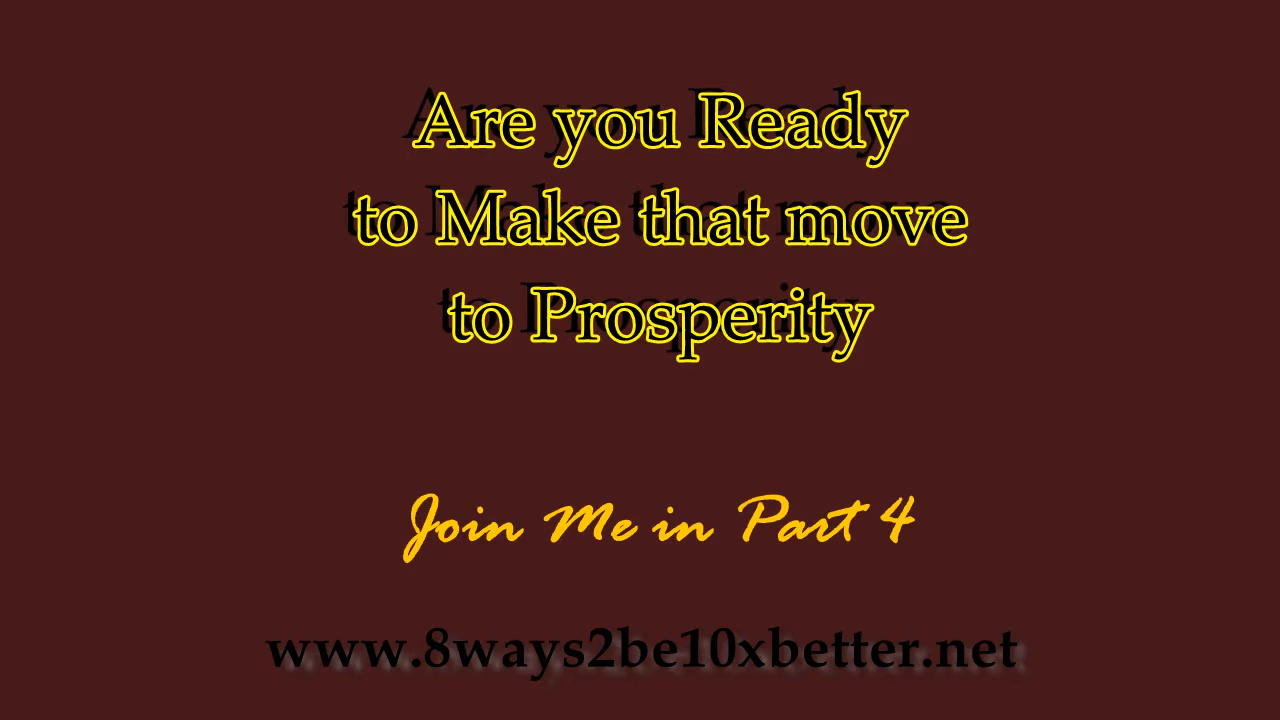 Are you Ready
to Make that move
to Prosperity
Join Me in Part 4
www.8ways2be10xbetter.net